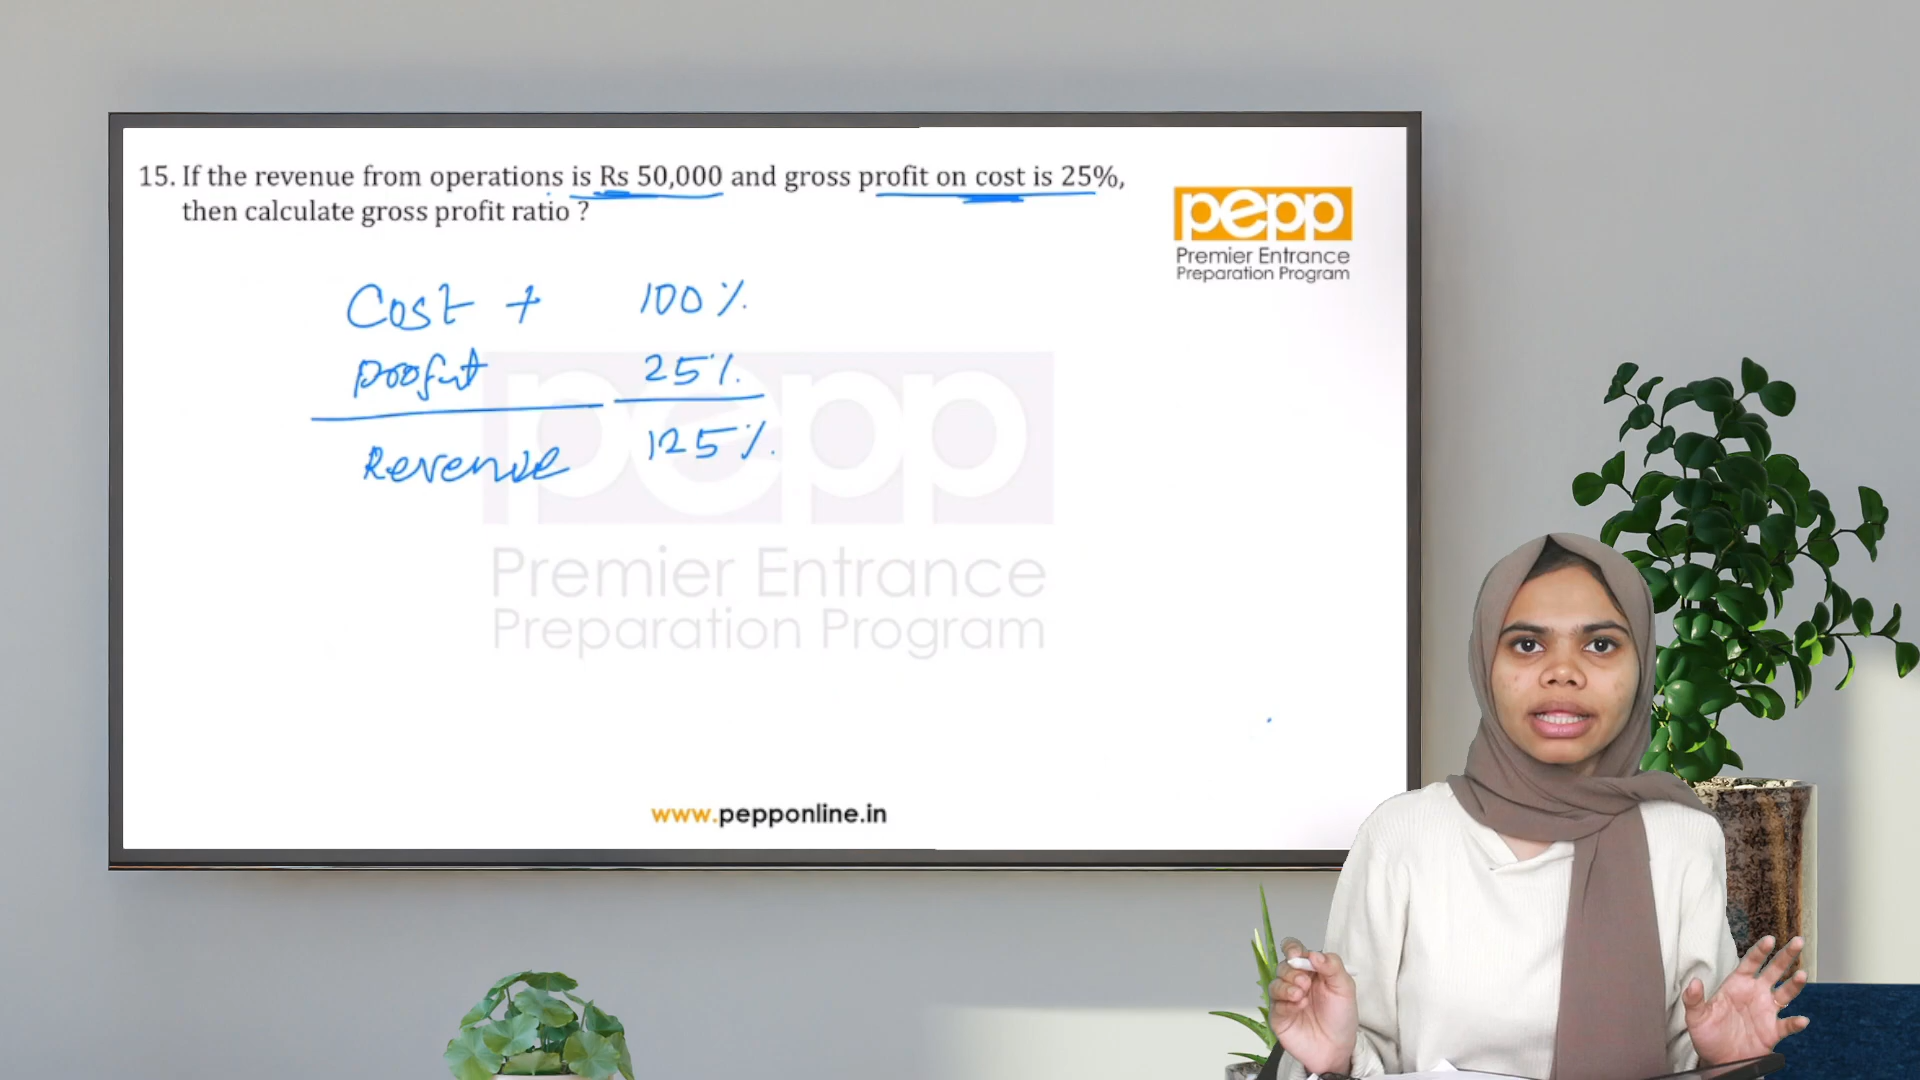 15. If the revenue from operations is Rs 50,000 and gross profit on cost is 25%,
then calculate gross profit ratio ?
pepp
Premier Entrance
Preparation Program
Cost + 100%
profit 25%
Revenue 125%
pepp
Premier Entrance
Preparation Program
www.pepponline.in